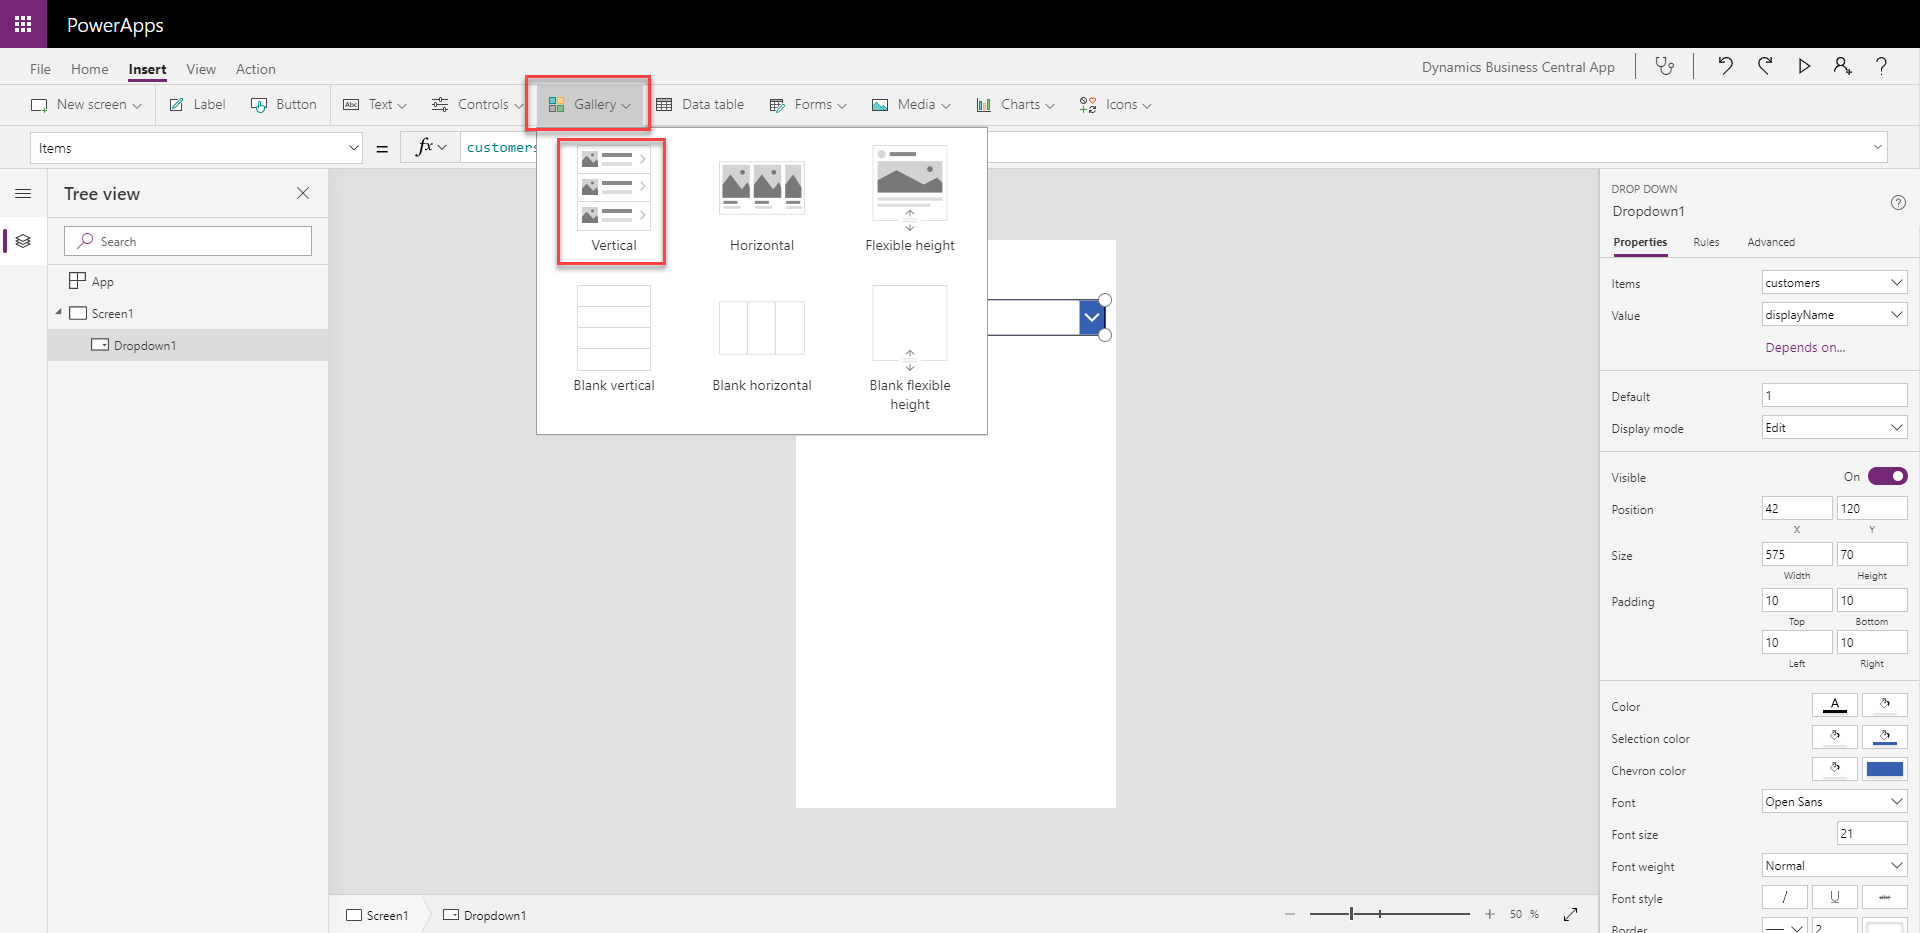 PowerApps
File Home Insert View Action
Dynamics Business Central App
New screen Label Button Text Controls Gallery Data table Forms Media Charts Icons
Items = fx customers
Tree view
Search
App
Screen1
Dropdown1
Vertical Horizontal Flexible height
Blank vertical Blank horizontal Blank flexible
height
DROP DOWN
Dropdown1
Properties Rules Advanced
Items customers
Value displayName
Depends on...
Default 1
Display mode Edit
Visible On
Position 42 120
X Y
Size 575 70
Width Height
Padding 10 10
Top Bottom
10 10
Left Right
Color A
Selection color
Chevron color
Font Open Sans
Font size 21
Font weight Normal
Font style / U abc
Border 2
Screen1 Dropdown1 50 %